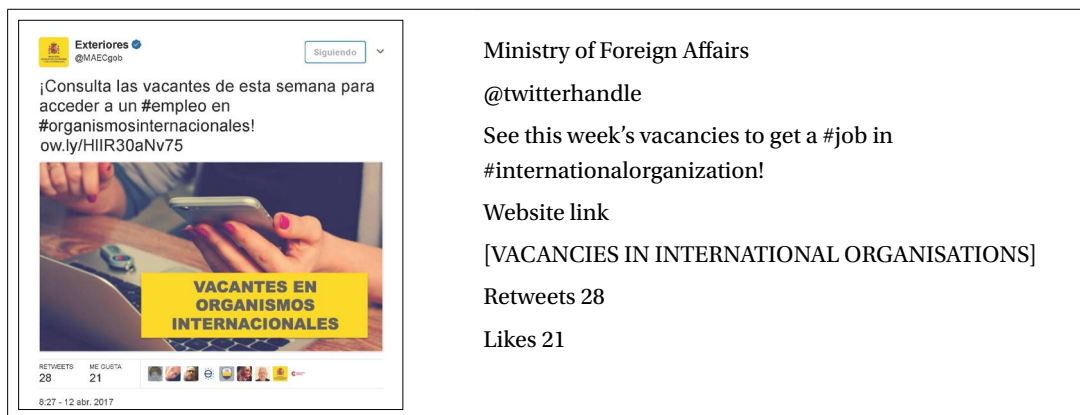 Exteriores
@MAECgob
Siguiendo
¡Consulta las vacantes de esta semana para
acceder a un #empleo en
#organismosinternacionales!
ow.ly/HIIR30aNv75
VACANTES EN
ORGANISMOS
INTERNACIONALES
RETWEETS
28
ME GUSTA
21
8:27 - 12 abr. 2017
Ministry of Foreign Affairs
@twitterhandle
See this week’s vacancies to get a #job in
#internationalorganization!
Website link
[VACANCIES IN INTERNATIONAL ORGANISATIONS]
Retweets 28
Likes 21